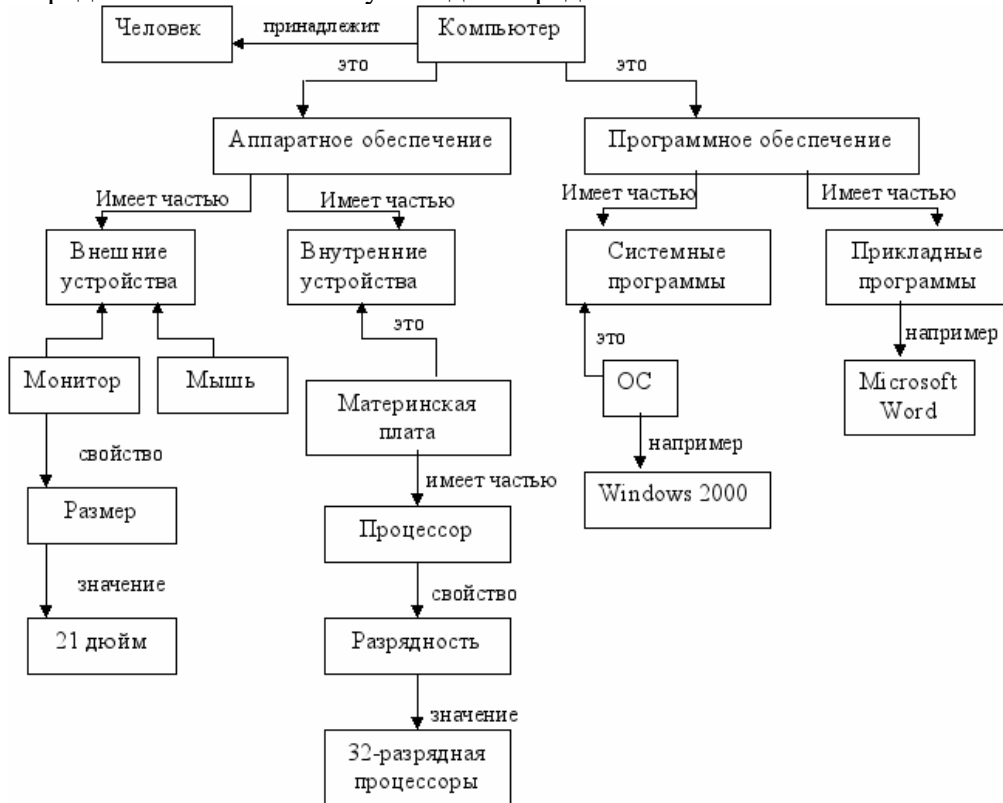 Человек
принадлежит
Компьютер
это
это
Аппаратное обеспечение
Программное обеспечение
Имеет частью
Имеет частью
Имеет частью
Имеет частью
Внешние
устройства
Внутренние
устройства
Системные
программы
Прикладные
программы
это
это
например
Монитор
Мышь
ОС
Microsoft
Word
Материнская
плата
свойство
например
имеет частью
Размер
Windows 2000
Процессор
значение
свойство
21 дюйм
Разрядность
значение
32-разрядная
процессоры